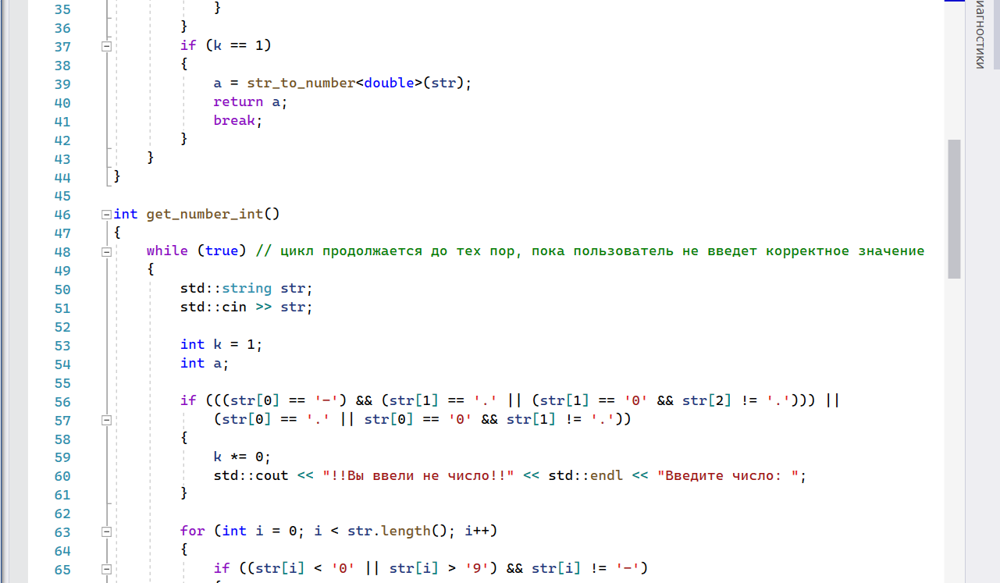 35 }
36 }
37 if (k == 1)
38 {
39 a = str_to_number<double>(str);
40 return a;
41 break;
42 }
43 }
44 }
45
46 int get_number_int()
47 {
48 while (true) // цикл продолжается до тех пор, пока пользователь не введет корректное значение
49 {
50 std::string str;
51 std::cin >> str;
52
53 int k = 1;
54 int a;
55
56 if (((str[0] == '-') && (str[1] == '.' || (str[1] == '0' && str[2] != '.'))) ||
57 (str[0] == '.' || str[0] == '0' && str[1] != '.'))
58 {
59 k *= 0;
60 std::cout << "!!Вы ввели не число!!" << std::endl << "Введите число: ";
61 }
62
63 for (int i = 0; i < str.length(); i++)
64 {
65 if ((str[i] < '0' || str[i] > '9') && str[i] != '-')
{
иагностики